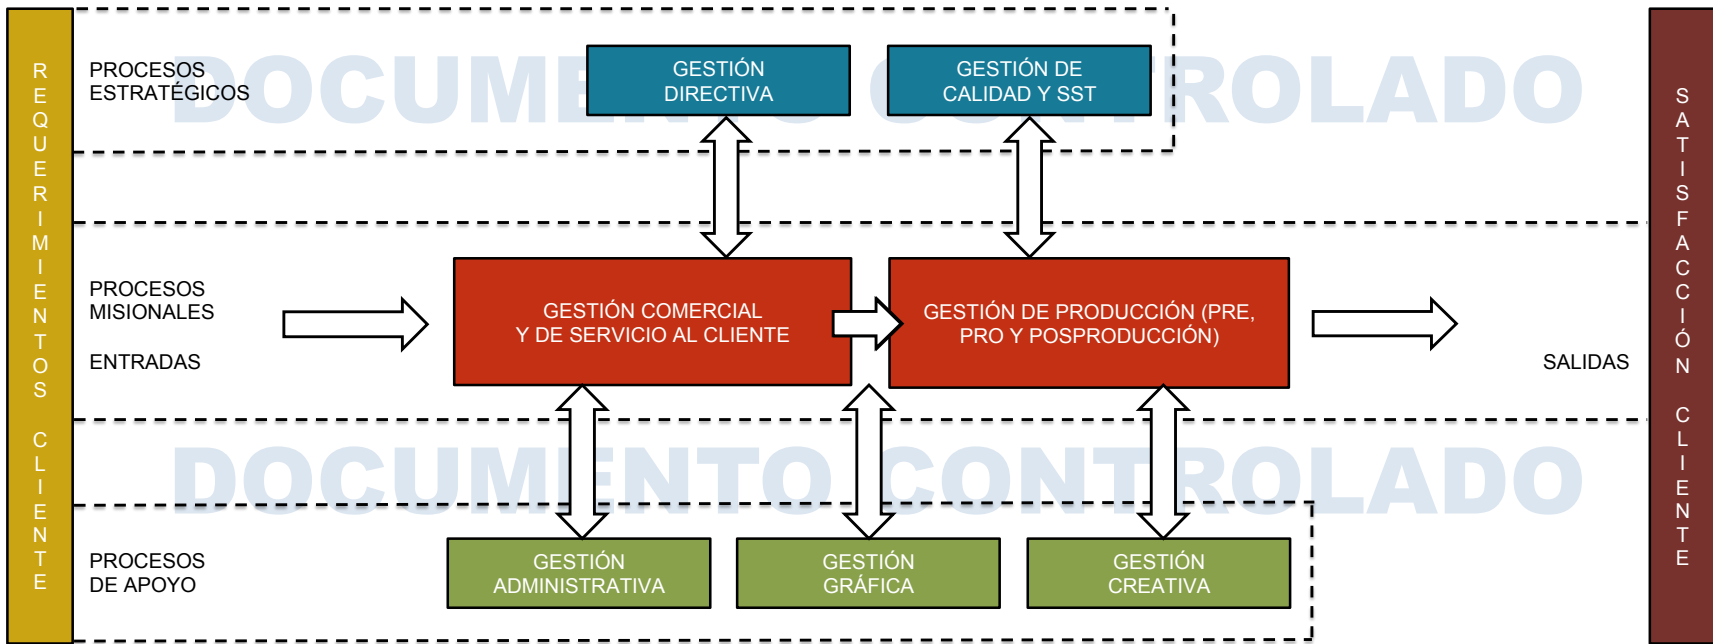 REQUERIMIENTOS CLIENTE
PROCESOS
ESTRATÉGICOS
GESTIÓN
DIRECTIVA
GESTIÓN DE
CALIDAD Y SST
DOCUMENTO CONTROLADO
PROCESOS
MISIONALES
ENTRADAS
GESTIÓN COMERCIAL
Y DE SERVICIO AL CLIENTE
GESTIÓN DE PRODUCCIÓN (PRE,
PRO Y POSPRODUCCIÓN)
SALIDAS
DOCUMENTO CONTROLADO
PROCESOS
DE APOYO
GESTIÓN
ADMINISTRATIVA
GESTIÓN
GRÁFICA
GESTIÓN
CREATIVA
SATISFACCIÓN CLIENTE